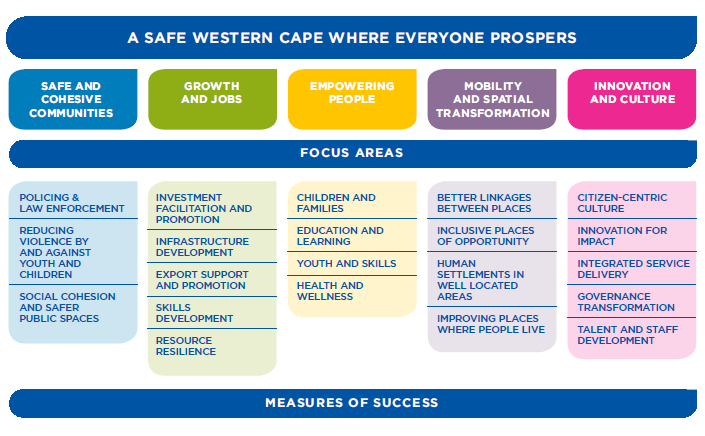 A SAFE WESTERN CAPE WHERE EVERYONE PROSPERS
SAFE AND
COHESIVE
COMMUNITIES
GROWTH
AND JOBS
EMPOWERING
PEOPLE
MOBILITY
AND SPATIAL
TRANSFORMATION
INNOVATION
AND CULTURE
FOCUS AREAS
POLICING &
LAW ENFORCEMENT
REDUCING
VIOLENCE BY
AND AGAINST
YOUTH AND
CHILDREN
SOCIAL COHESION
AND SAFER
PUBLIC SPACES
INVESTMENT
FACILITATION AND
PROMOTION
INFRASTRUCTURE
DEVELOPMENT
EXPORT SUPPORT
AND PROMOTION
SKILLS
DEVELOPMENT
RESOURCE
RESILIENCE
CHILDREN AND
FAMILIES
EDUCATION AND
LEARNING
YOUTH AND SKILLS
HEALTH AND
WELLNESS
BETTER LINKAGES
BETWEEN PLACES
INCLUSIVE PLACES
OF OPPORTUNITY
HUMAN
SETTLEMENTS IN
WELL LOCATED
AREAS
IMPROVING PLACES
WHERE PEOPLE LIVE
CITIZEN-CENTRIC
CULTURE
INNOVATION FOR
IMPACT
INTEGRATED SERVICE
DELIVERY
GOVERNANCE
TRANSFORMATION
TALENT AND STAFF
DEVELOPMENT
MEASURES OF SUCCESS